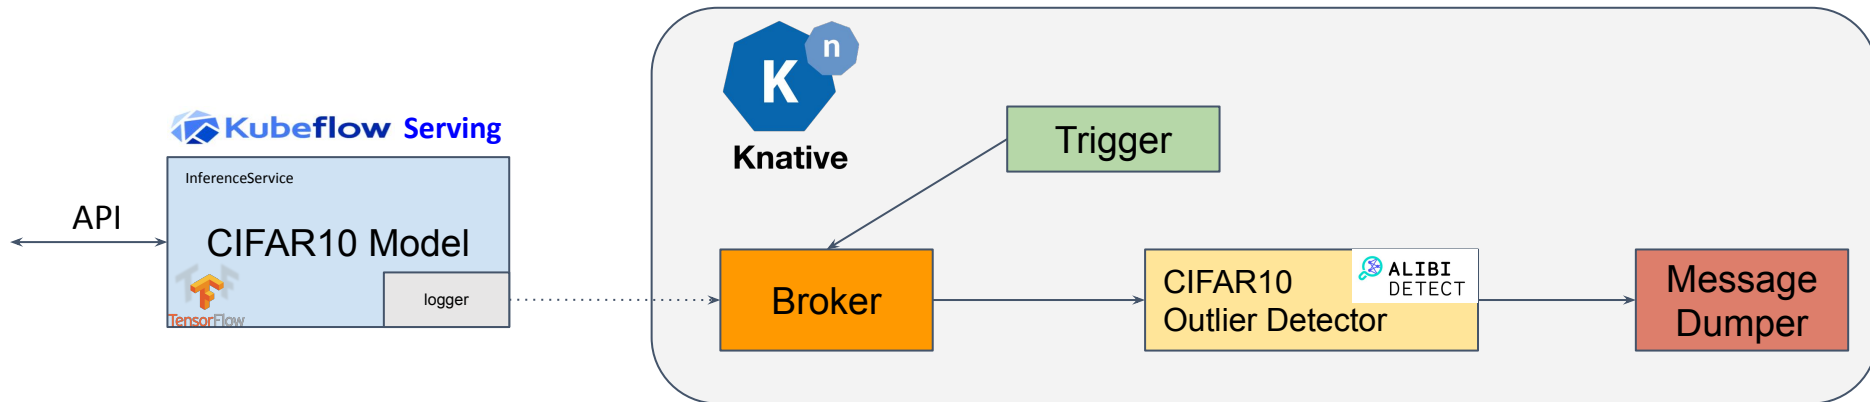 Kubeflow Serving
InferenceService
API
CIFAR10 Model
TensorFlow
logger
K
n
Knative
Trigger
Broker
CIFAR10
Outlier Detector
ALIBI
DETECT
Message
Dumper